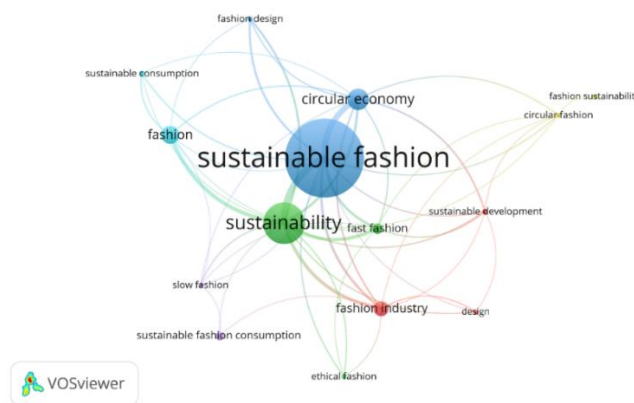 fashion design
sustainable consumption
circular economy
fashion sustainabilit
circular fashion
fashion
sustainable fashion
sustainability
sustainable development
fast fashion
slow fashion
fashion industry
design
sustainable fashion consumption
ethical fashion
VOSviewer